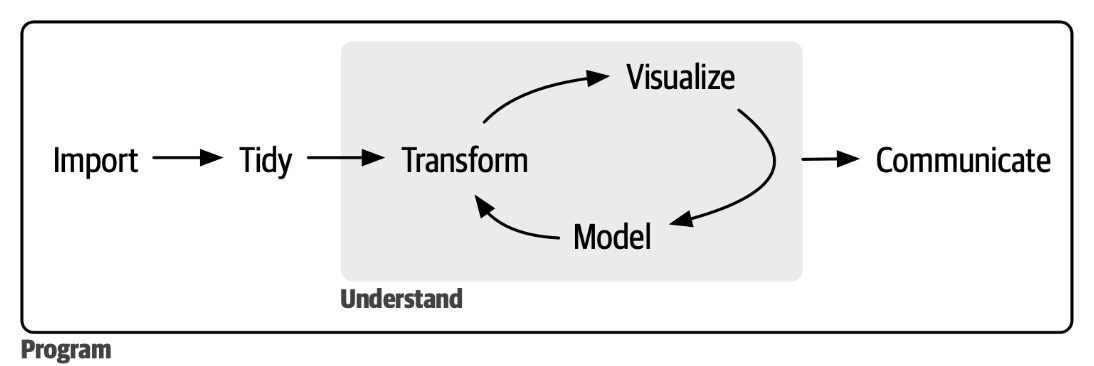 Visualize
Import
Tidy
Transform
Communicate
Model
Understand
Program